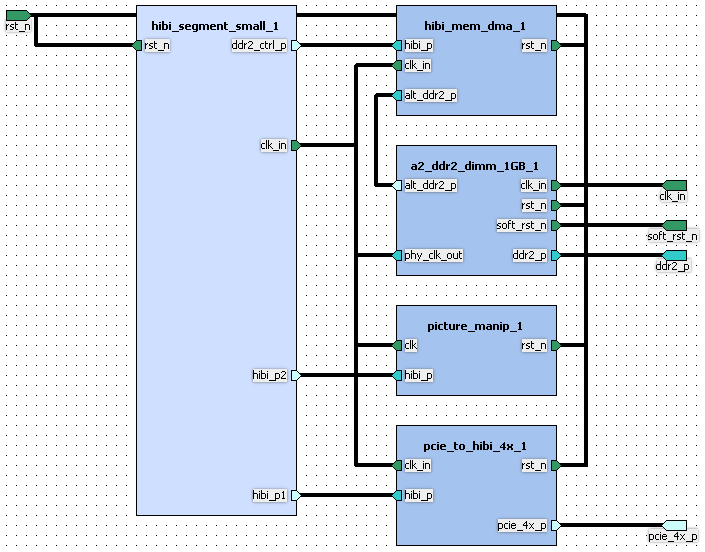 rst_n
hibi_segment_small_1
rst_n
ddr2_ctrl_p
clk_in
hibi_p2
hibi_p1
hibi_mem_dma_1
hibi_p
rst_n
clk_in
alt_ddr2_p
a2_ddr2_dimm_1GB_1
alt_ddr2_p
clk_in
rst_n
soft_rst_n
phy_clk_out
ddr2_p
picture_manip_1
clk
rst_n
hibi_p
pcie_to_hibi_4x_1
clk_in
rst_n
hibi_p
pcie_4x_p
clk_in
soft_rst_n
ddr2_p
pcie_4x_p